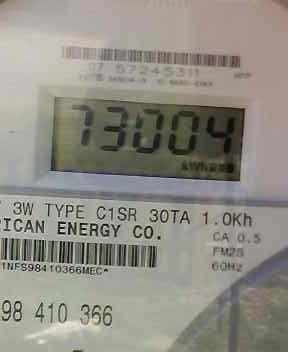 07 57245311
73004
kWh
3W TYPE C1SR 30TA 1.0Kh
RICAN ENERGY CO.
CA 0.5
FM2S
1NFS98410366MEC*
60Hz
98 410 366